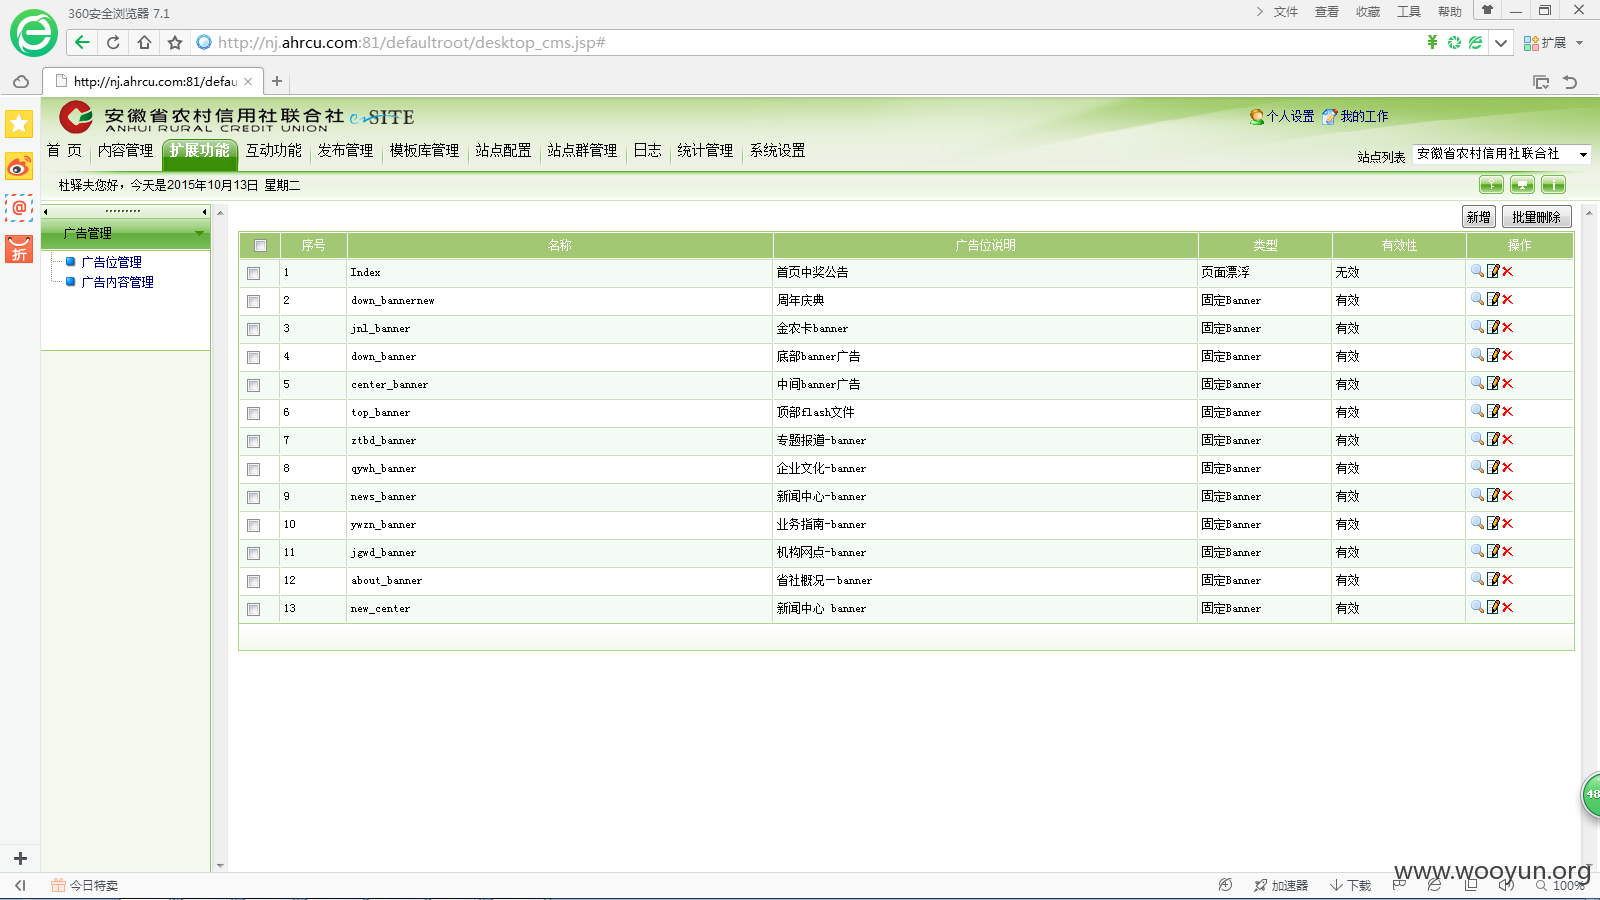 360安全浏览器 7.1
文件 查看 收藏 工具 帮助
http://nj.ahrcu.com:81/defaultroot/desktop_cms.jsp#
扩展
http://nj.ahrcu.com:81/defau
安徽省农村信用社联合社 e-SITE
ANHUI RURAL CREDIT UNION
个人设置 我的工作
首 页 内容管理 扩展功能 互动功能 发布管理 模板库管理 站点配置 站点群管理 日志 统计管理 系统设置
站点列表 安徽省农村信用社联合社
杜驿夫您好，今天是2015年10月13日 星期二
广告管理
广告位管理
广告内容管理
新增 批量删除
序号 名称 广告位说明 类型 有效性 操作
1 Index 首页中奖公告 页面漂浮 无效
2 down_bannernew 周年庆典 固定Banner 有效
3 jnl_banner 金农卡banner 固定Banner 有效
4 down_banner 底部banner广告 固定Banner 有效
5 center_banner 中间banner广告 固定Banner 有效
6 top_banner 顶部flash文件 固定Banner 有效
7 ztbd_banner 专题报道-banner 固定Banner 有效
8 qywh_banner 企业文化-banner 固定Banner 有效
9 news_banner 新闻中心-banner 固定Banner 有效
10 ywzn_banner 业务指南-banner 固定Banner 有效
11 jgwd_banner 机构网点-banner 固定Banner 有效
12 about_banner 省社概况－banner 固定Banner 有效
13 new_center 新闻中心 banner 固定Banner 有效
@
折
48
www.wooyun.org
今日特卖
加速器 下载 100%